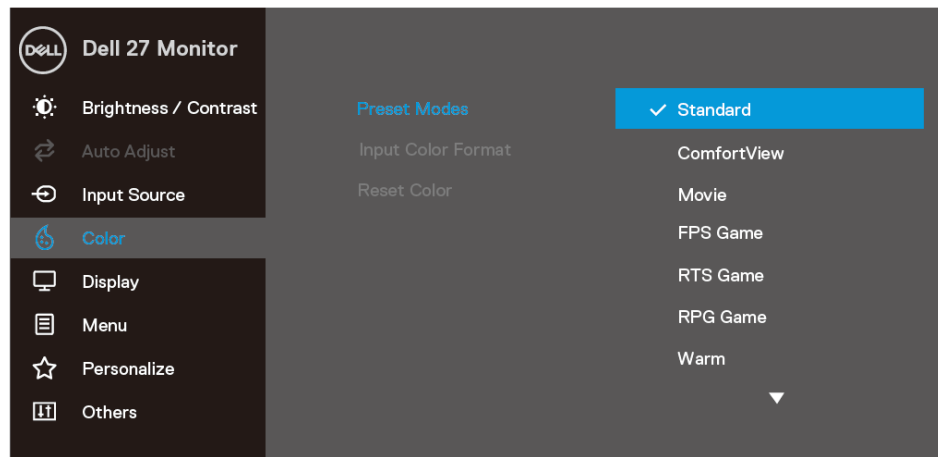 DELL
Dell 27 Monitor
Brightness / Contrast
Auto Adjust
Input Source
Color
Display
Menu
Personalize
Others
Preset Modes
Input Color Format
Reset Color
Standard
ComfortView
Movie
FPS Game
RTS Game
RPG Game
Warm